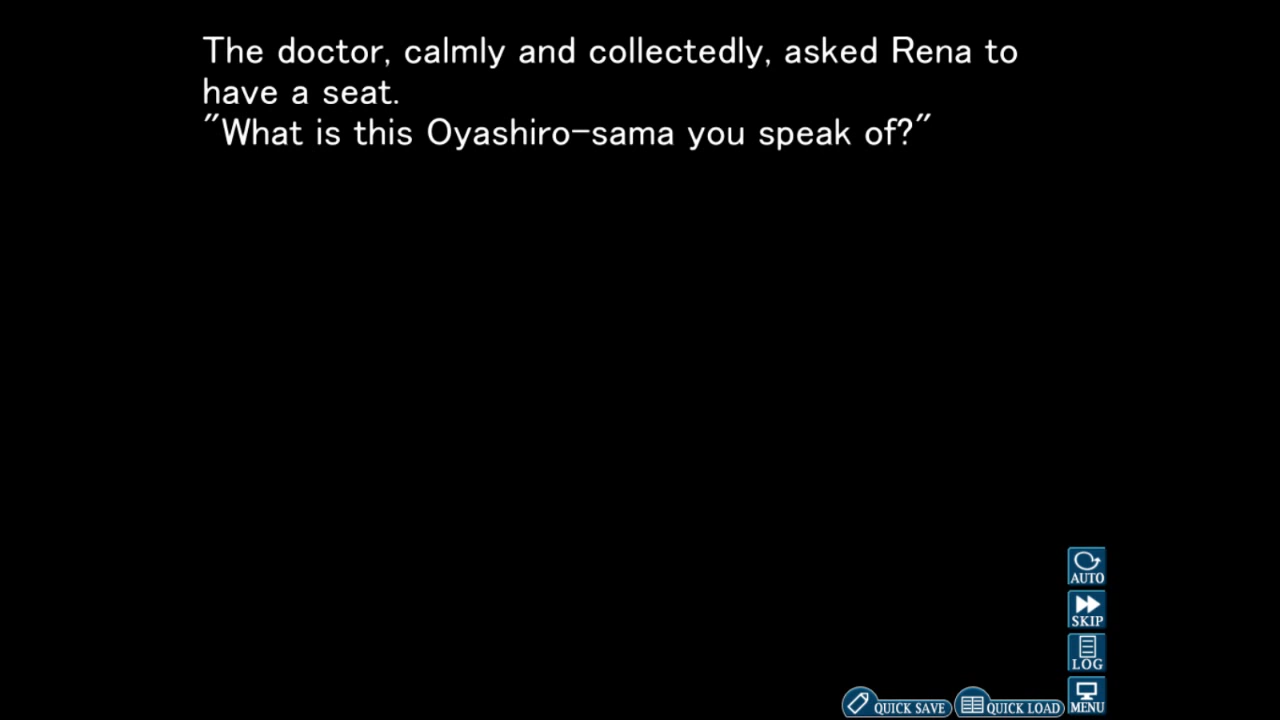 The doctor, calmly and collectedly, asked Rena to
have a seat.
"What is this Oyashiro-sama you speak of?"
AUTO
SKIP
LOG
QUICK SAVE
QUICK LOAD
MENU